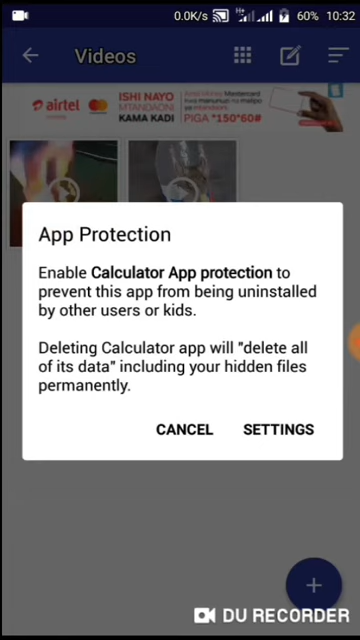 0.0K/s 60% 10:32
Videos
airtel
ISHI NAYO
MTANDAONI
KAMA KADI
PIGA *150*60#
App Protection
Enable Calculator App protection to
prevent this app from being uninstalled
by other users or kids.
Deleting Calculator app will "delete all
of its data" including your hidden files
permanently.
CANCEL SETTINGS
+
DU RECORDER